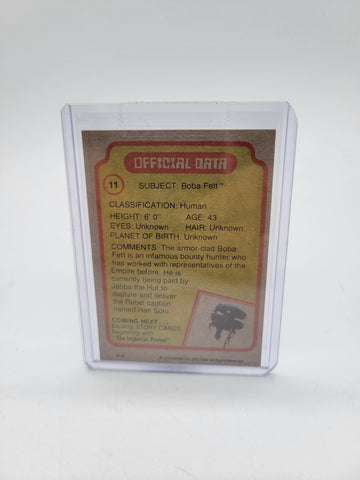 OFFICIAL DATA
11
SUBJECT: Boba Fett™
CLASSIFICATION: Human
HEIGHT: 6' 0" AGE: 43
EYES: Unknown HAIR: Unknown
PLANET OF BIRTH: Unknown
COMMENTS: The armor-clad Boba
Fett is an infamous bounty hunter who
has worked with representatives of the
Empire before. He is
currently being paid by
Jabba the Hut to
capture and deliver
the Rebel captain
named Han Solo.
COMING NEXT
Exciting STORY CARDS
beginning with
"The Imperial Probe!"